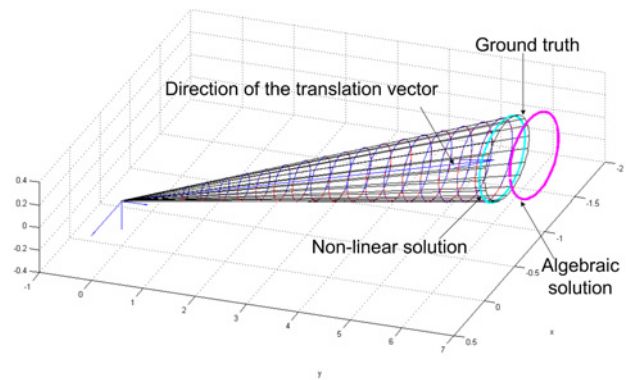 Ground truth
Direction of the translation vector
Non-linear solution
Algebraic
solution
0.4
0.2
0
-0.2
-0.4
-1
0
1
2
3
4
5
6
7
y
-2
-1.5
-1
-0.5
0
0.5
x